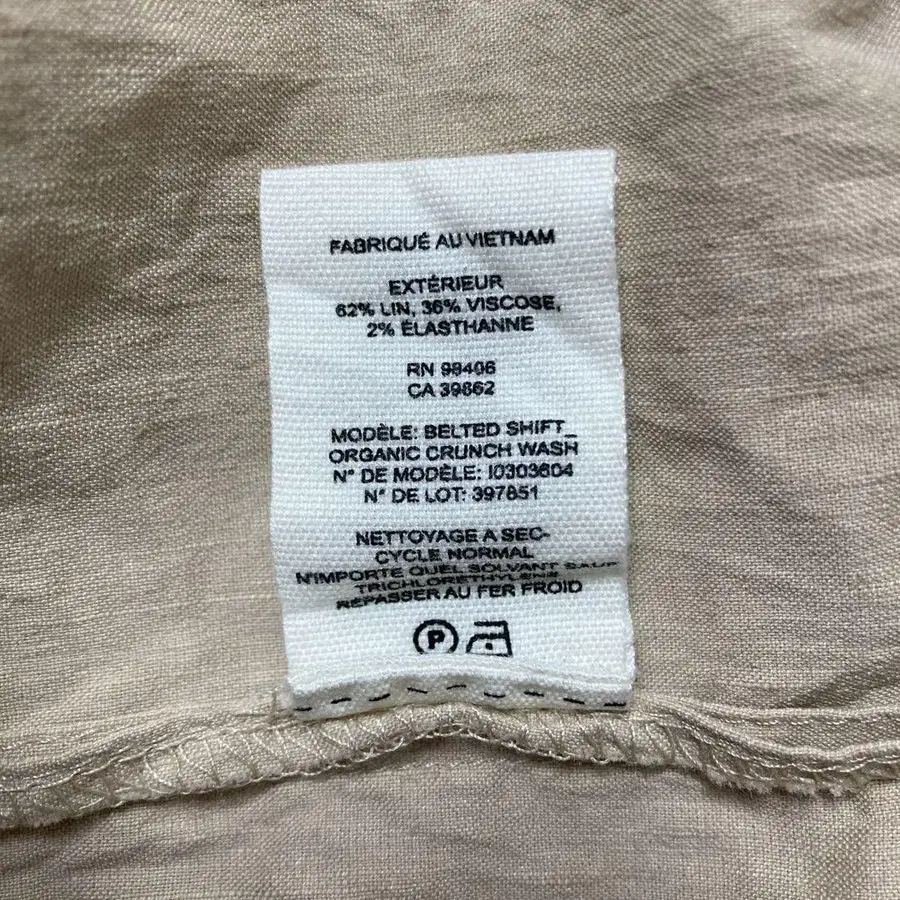 FABRIQUÉ AU VIETNAM
EXTÉRIEUR
62% LIN, 36% VISCOSE,
2% ÉLASTHANNE
RN 98406
CA 39862
MODÈLE: BELTED SHIFT_
ORGANIC CRUNCH WASH
N° DE MODÈLE: I0303604
N° DE LOT: 397851
NETTOYAGE A SEC-
CYCLE NORMAL
N'IMPORTE QUEL SOLVANT SAUF
TRICHLORETHYLENE
REPASSER AU FER FROID
P